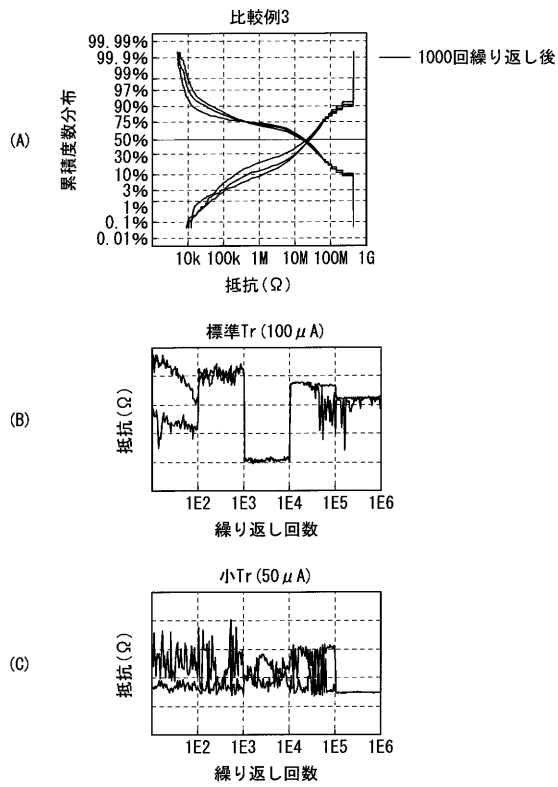 比較例3
99.99%
99.9%
99%
97%
90%
75%
50%
30%
10%
3%
1%
0.1%
0.01%
累積度数分布
10k 100k 1M 10M 100M 1G
抵抗(Ω)
1000回繰り返し後
(A)
標準Tr(100μA)
抵抗(Ω)
1E2 1E3 1E4 1E5 1E6
繰り返し回数
(B)
小Tr(50μA)
抵抗(Ω)
1E2 1E3 1E4 1E5 1E6
繰り返し回数
(C)